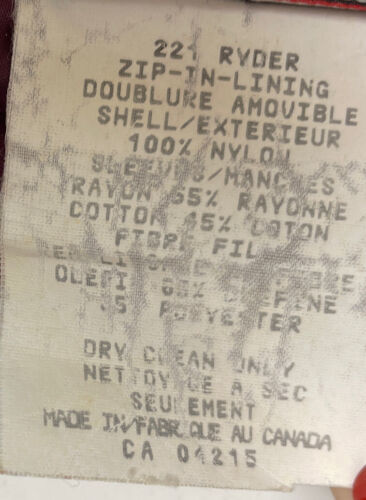 221 RYDER
ZIP-IN-LINING
DOUBLURE AMOVIBLE
SHELL/EXTERIEUR
100% NYLON
SLEEVES/MANCHES
RAYON 55% RAYONNE
COTTON 45% COTON
FIBRE FIL
POLYESTER
DRY CLEAN ONLY
NETTOYAGE A SEC
SEULEMENT
MADE IN/FABRIQUE AU CANADA
CA 04215